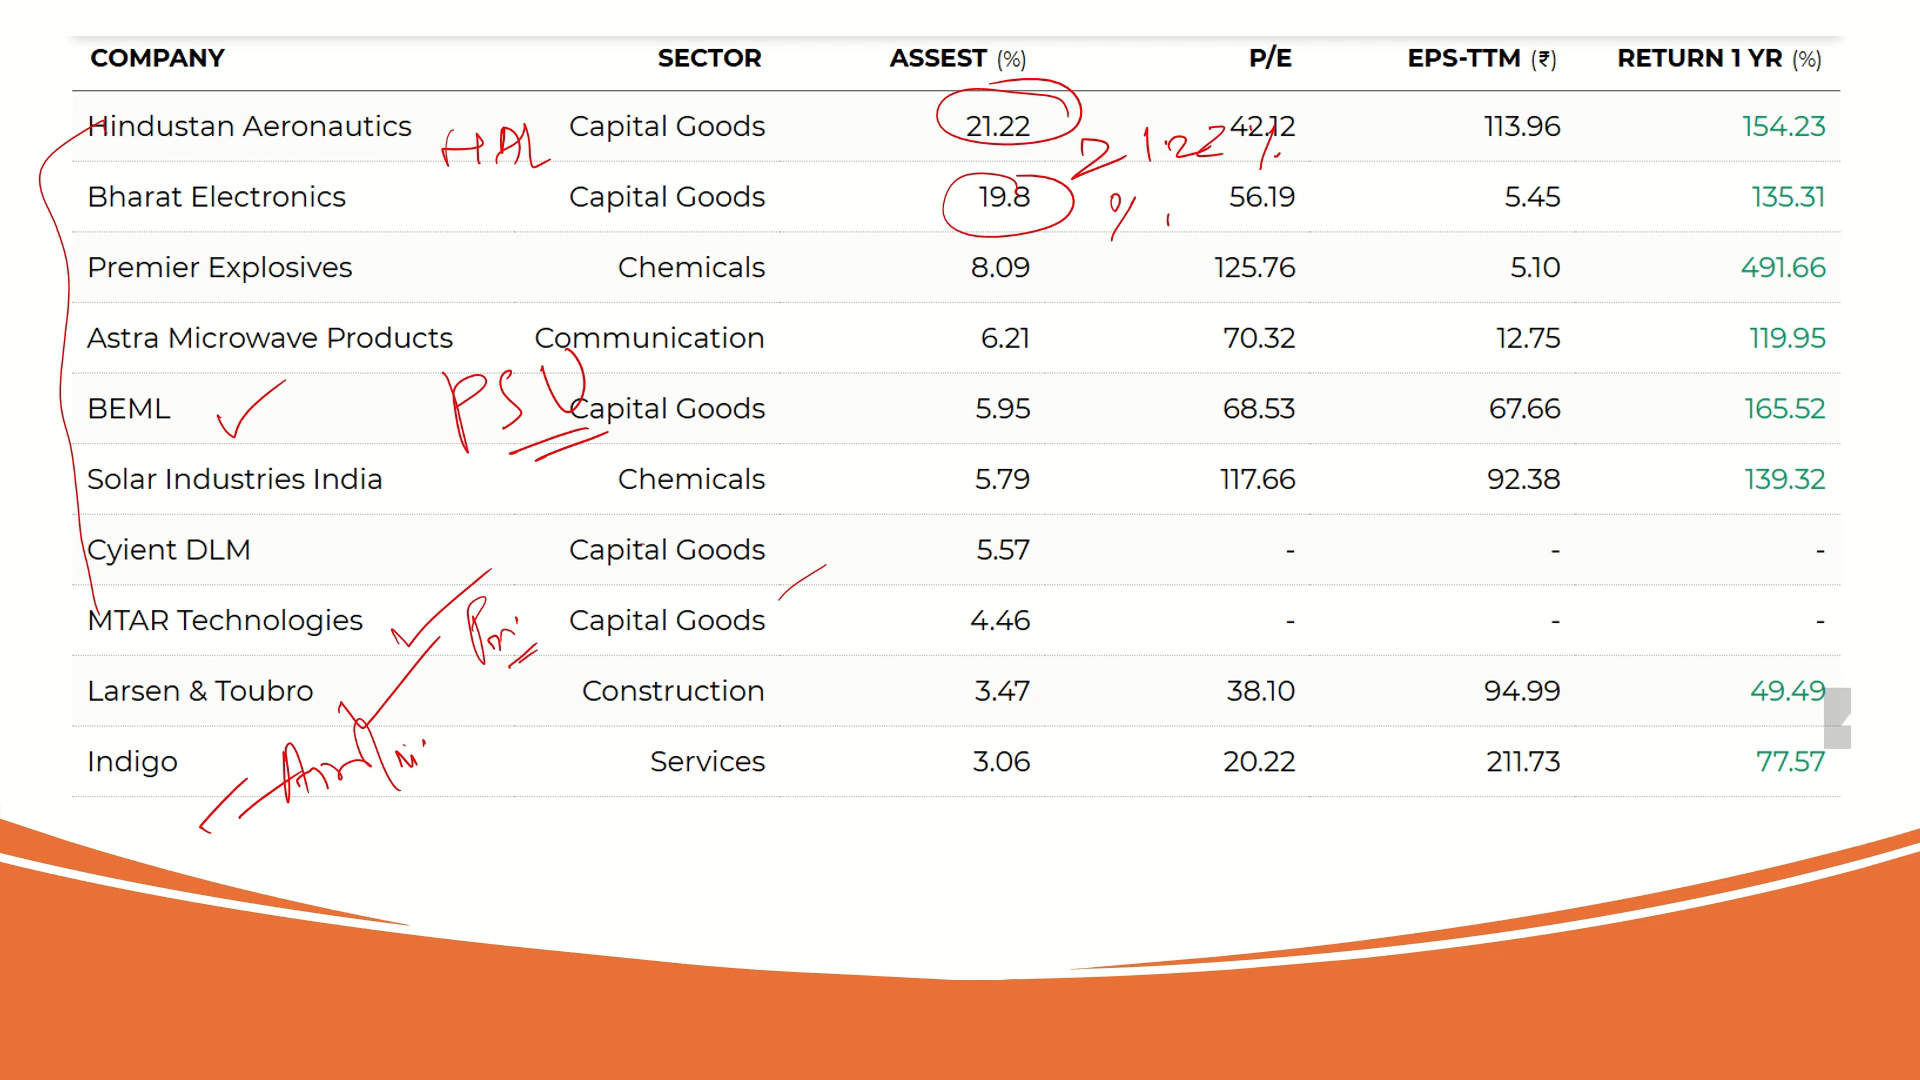 COMPANY SECTOR ASSEST (%) P/E EPS-TTM (₹) RETURN 1 YR (%)
Hindustan Aeronautics HAL Capital Goods 21.22 42.12 113.96 154.23
21.22%
Bharat Electronics Capital Goods 19.8 % 56.19 5.45 135.31
Premier Explosives Chemicals 8.09 125.76 5.10 491.66
Astra Microwave Products Communication 6.21 70.32 12.75 119.95
BEML PSU Capital Goods 5.95 68.53 67.66 165.52
Solar Industries India Chemicals 5.79 117.66 92.38 139.32
Cyient DLM Capital Goods 5.57 - - -
MTAR Technologies Capital Goods 4.46 - - -
Larsen & Toubro Construction 3.47 38.10 94.99 49.49
Indigo Services 3.06 20.22 211.73 77.57